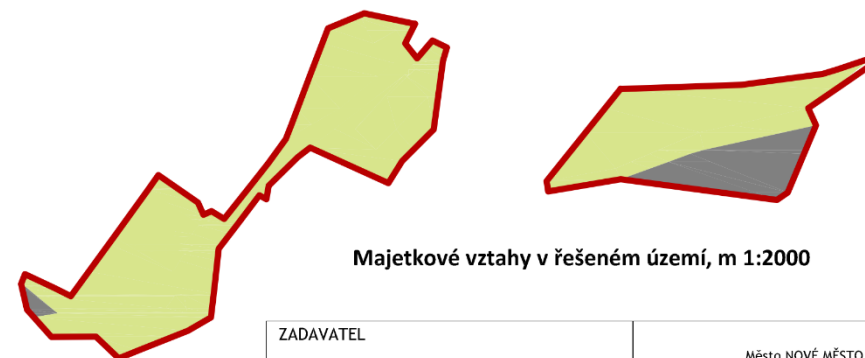 Majetkové vztahy v řešeném území, m 1:2000
ZADAVATEL
Město NOVÉ MĚSTO